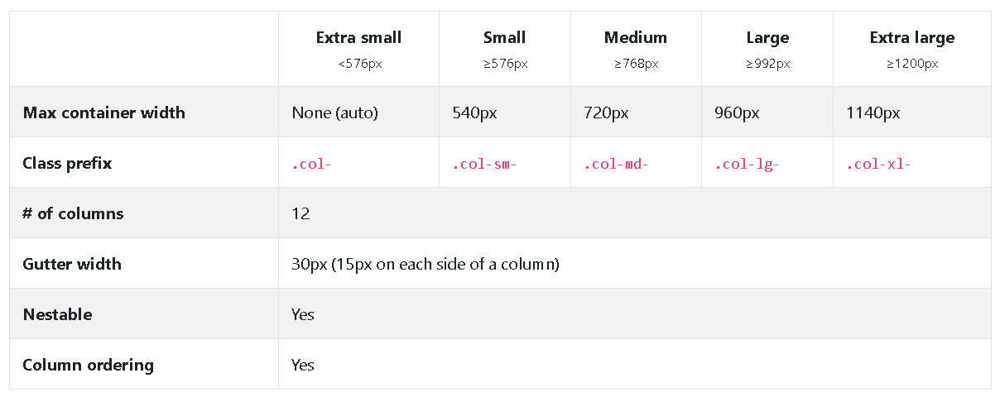 Extra small Small Medium Large Extra large
<576px ≥576px ≥768px ≥992px ≥1200px
Max container width None (auto) 540px 720px 960px 1140px
Class prefix .col- .col-sm- .col-md- .col-lg- .col-xl-
# of columns 12
Gutter width 30px (15px on each side of a column)
Nestable Yes
Column ordering Yes